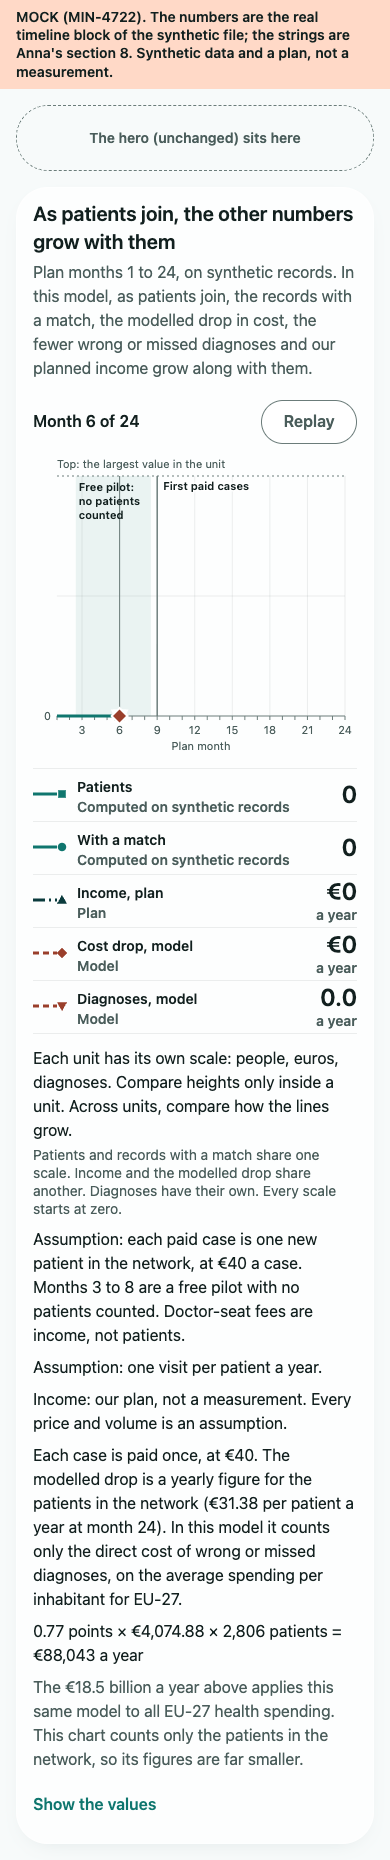 MOCK (MIN-4722). The numbers are the real
timeline block of the synthetic file; the strings are
Anna's section 8. Synthetic data and a plan, not a
measurement.
The hero (unchanged) sits here
As patients join, the other numbers
grow with them
Plan months 1 to 24, on synthetic records. In
this model, as patients join, the records with
a match, the modelled drop in cost, the
fewer wrong or missed diagnoses and our
planned income grow along with them.
Month 6 of 24
Replay
Top: the largest value in the unit
Free pilot:
no patients
counted
First paid cases
0
3 6 9 12 15 18 21 24
Plan month
Patients
Computed on synthetic records
0
With a match
Computed on synthetic records
0
Income, plan
Plan
€0
a year
Cost drop, model
Model
€0
a year
Diagnoses, model
Model
0.0
a year
Each unit has its own scale: people, euros,
diagnoses. Compare heights only inside a
unit. Across units, compare how the lines
grow.
Patients and records with a match share one
scale. Income and the modelled drop share
another. Diagnoses have their own. Every scale
starts at zero.
Assumption: each paid case is one new
patient in the network, at €40 a case.
Months 3 to 8 are a free pilot with no
patients counted. Doctor-seat fees are
income, not patients.
Assumption: one visit per patient a year.
Income: our plan, not a measurement. Every
price and volume is an assumption.
Each case is paid once, at €40. The
modelled drop is a yearly figure for the
patients in the network (€31.38 per patient a
year at month 24). In this model it counts
only the direct cost of wrong or missed
diagnoses, on the average spending per
inhabitant for EU-27.
0.77 points × €4,074.88 × 2,806 patients =
€88,043 a year
The €18.5 billion a year above applies this
same model to all EU-27 health spending.
This chart counts only the patients in the
network, so its figures are far smaller.
Show the values